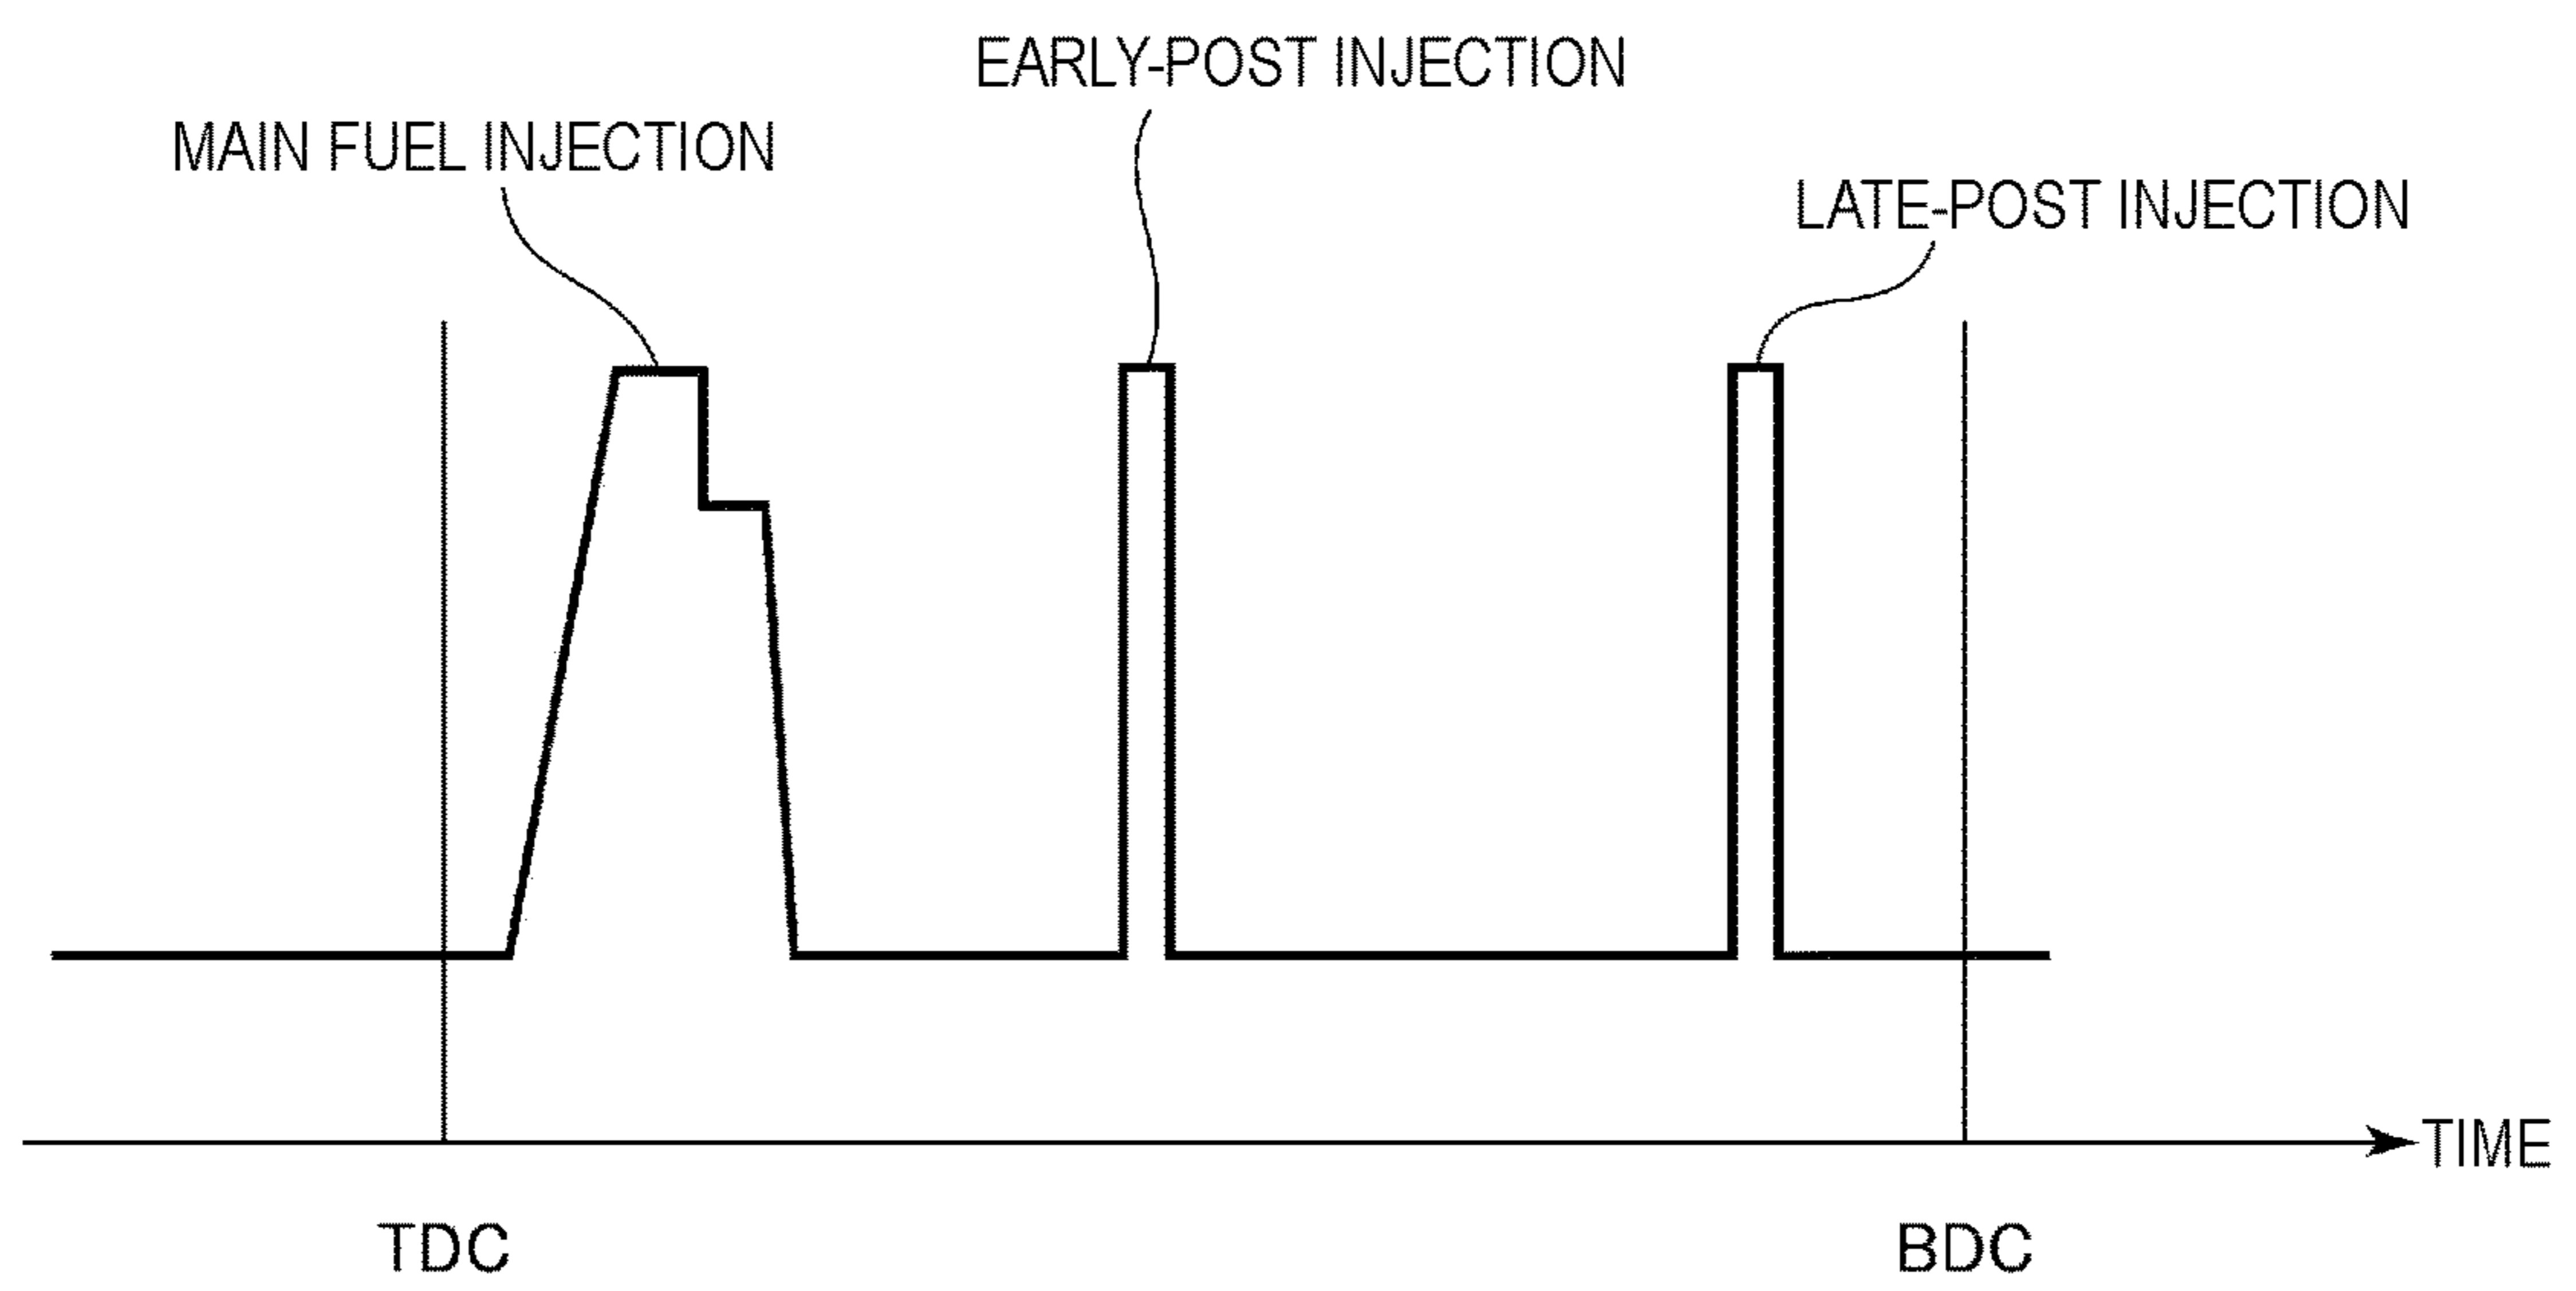 EARLY-POST INJECTION
MAIN FUEL INJECTION
LATE-POST INJECTION
TIME
TDC
BDC